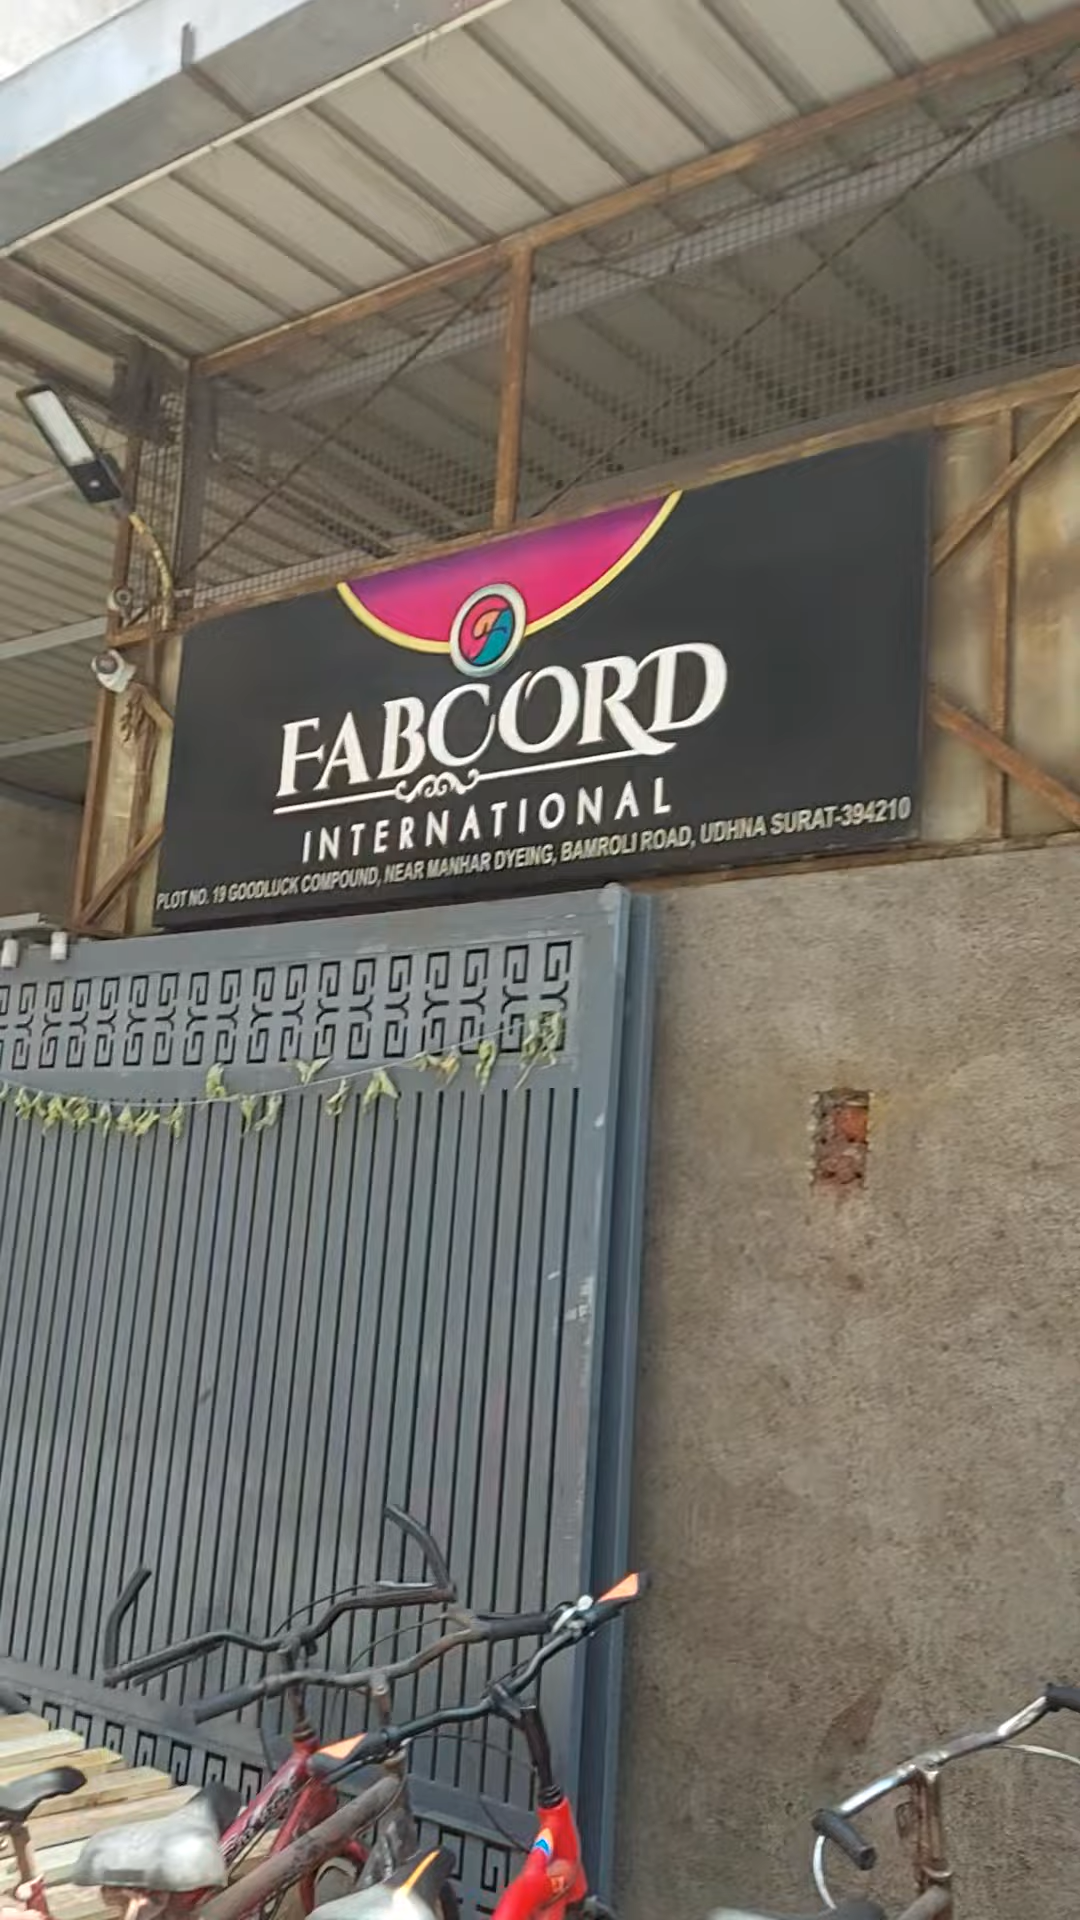 FABCORD
INTERNATIONAL
PLOT NO. 19 GOODLUCK COMPOUND, NEAR MANHAR DYEING, BAMROLI ROAD, UDHNA SURAT-394210